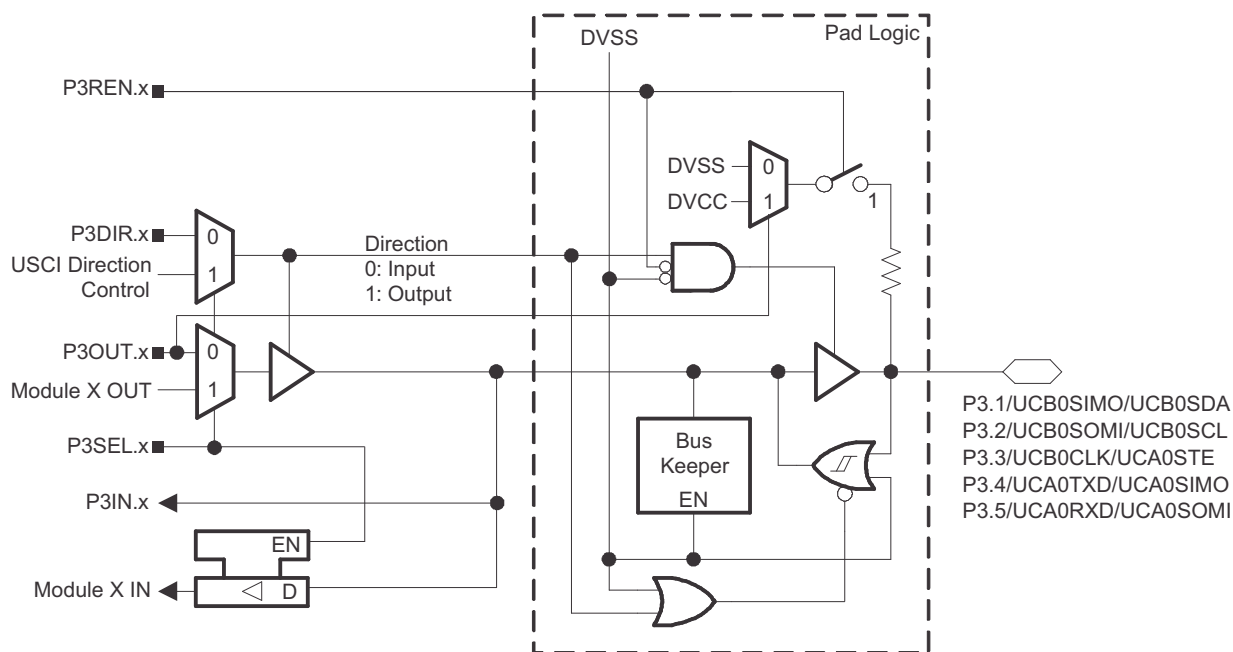 DVSS
Pad Logic
P3REN.x
DVSS
0
DVCC
1
1
P3DIR.x
0
USCI Direction
Control
1
Direction
0: Input
1: Output
P3OUT.x
0
Module X OUT
1
P3SEL.x
Bus
Keeper
EN
P3.1/UCB0SIMO/UCB0SDA
P3.2/UCB0SOMI/UCB0SCL
P3.3/UCB0CLK/UCA0STE
P3.4/UCA0TXD/UCA0SIMO
P3.5/UCA0RXD/UCA0SOMI
P3IN.x
EN
Module X IN
D